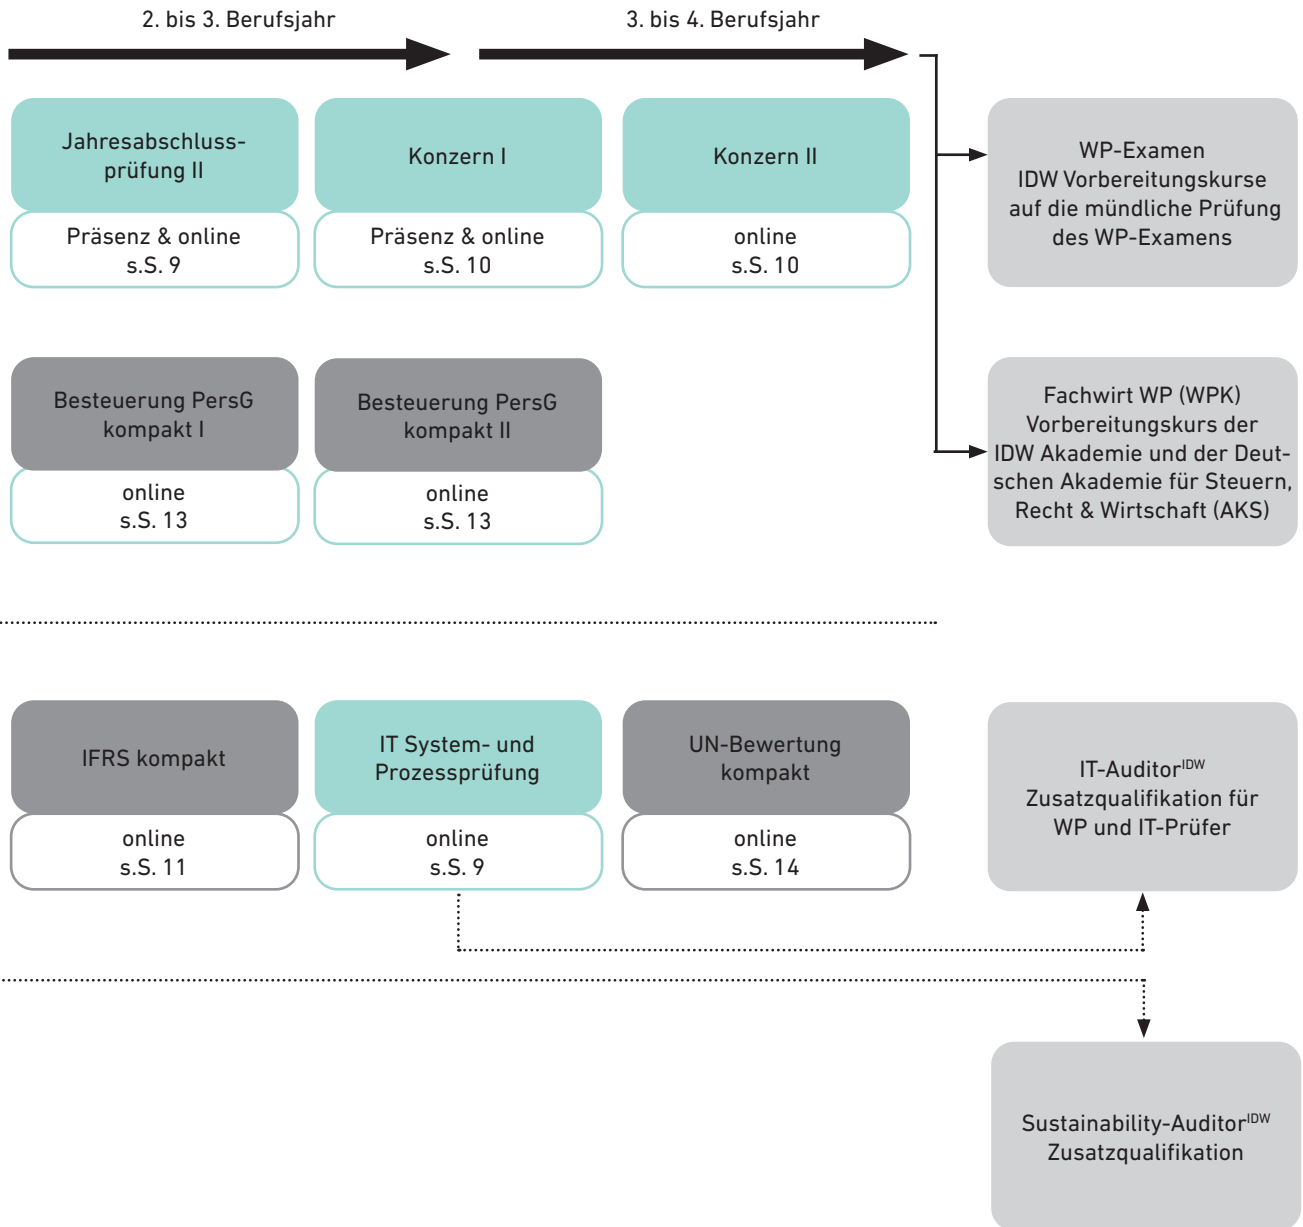 2. bis 3. Berufsjahr
3. bis 4. Berufsjahr
Jahresabschluss-
prüfung II
Präsenz & online
s.S. 9
Konzern I
Präsenz & online
s.S. 10
Konzern II
online
s.S. 10
WP-Examen
IDW Vorbereitungskurse
auf die mündliche Prüfung
des WP-Examens
Besteuerung PersG
kompakt I
online
s.S. 13
Besteuerung PersG
kompakt II
online
s.S. 13
Fachwirt WP (WPK)
Vorbereitungskurs der
IDW Akademie und der Deut-
schen Akademie für Steuern,
Recht & Wirtschaft (AKS)
IFRS kompakt
online
s.S. 11
IT System- und
Prozessprüfung
online
s.S. 9
UN-Bewertung
kompakt
online
s.S. 14
IT-AuditorIDW
Zusatzqualifikation für
WP und IT-Prüfer
Sustainability-AuditorIDW
Zusatzqualifikation